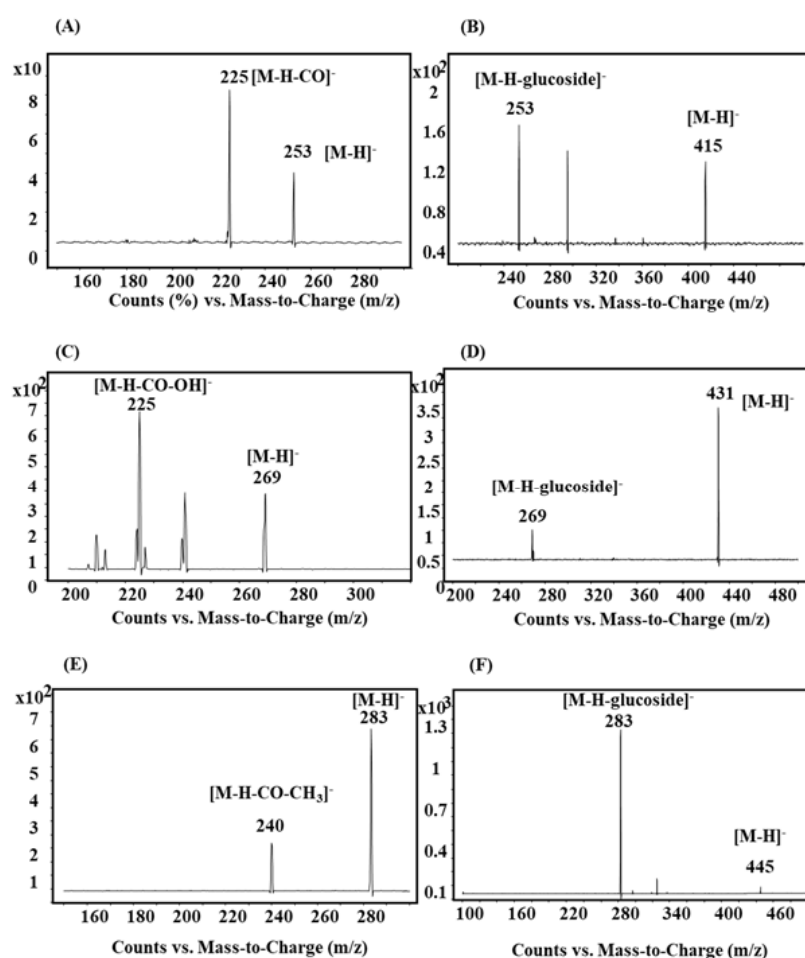 (A)
x10
10
8
6
4
2
0
225 [M-H-CO]-
253 [M-H]-
160 180 200 220 240 260 280
Counts (%) vs. Mass-to-Charge (m/z)
(B)
x10²
2
1.6
1.2
0.8
0.4
[M-H-glucoside]-
253
[M-H]-
415
240 280 320 360 400 440
Counts vs. Mass-to-Charge (m/z)
(C)
x10²
7
6
5
4
3
2
1
0
[M-H-CO-OH]-
225
[M-H]-
269
200 220 240 260 280 300
Counts vs. Mass-to-Charge (m/z)
(D)
x10²
3.5
3
2.5
2
1.5
1
0.5
0
431 [M-H]-
[M-H-glucoside]-
269
200 240 280 320 360 400 440 480
Counts vs. Mass-to-Charge (m/z)
(E)
x10²
7
6
5
4
3
2
1
[M-H]-
283
[M-H-CO-CH₃]-
240
160 180 200 220 240 260 280
Counts vs. Mass-to-Charge (m/z)
(F)
x10³
1.3
1
0.7
0.4
0.1
[M-H-glucoside]-
283
[M-H]-
445
100 160 220 280 340 400 460
Counts vs. Mass-to-Charge (m/z)